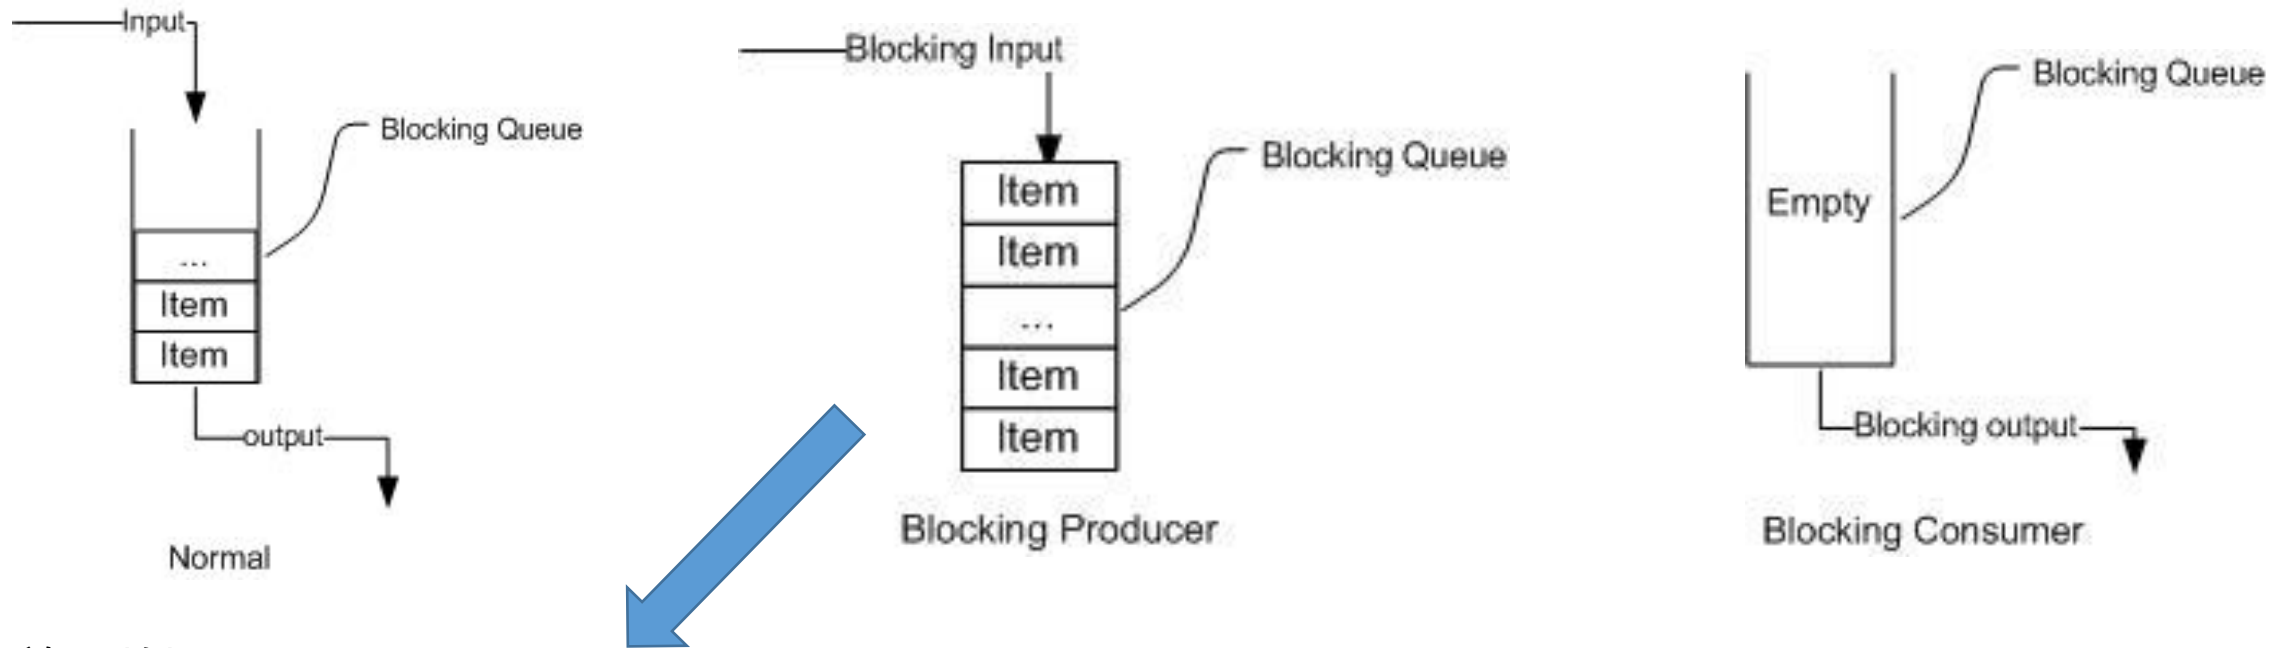 Input
Blocking Queue
...
Item
Item
output
Normal
Blocking Input
Blocking Queue
Item
Item
...
Item
Item
Blocking Producer
Blocking Queue
Empty
Blocking output
Blocking Consumer